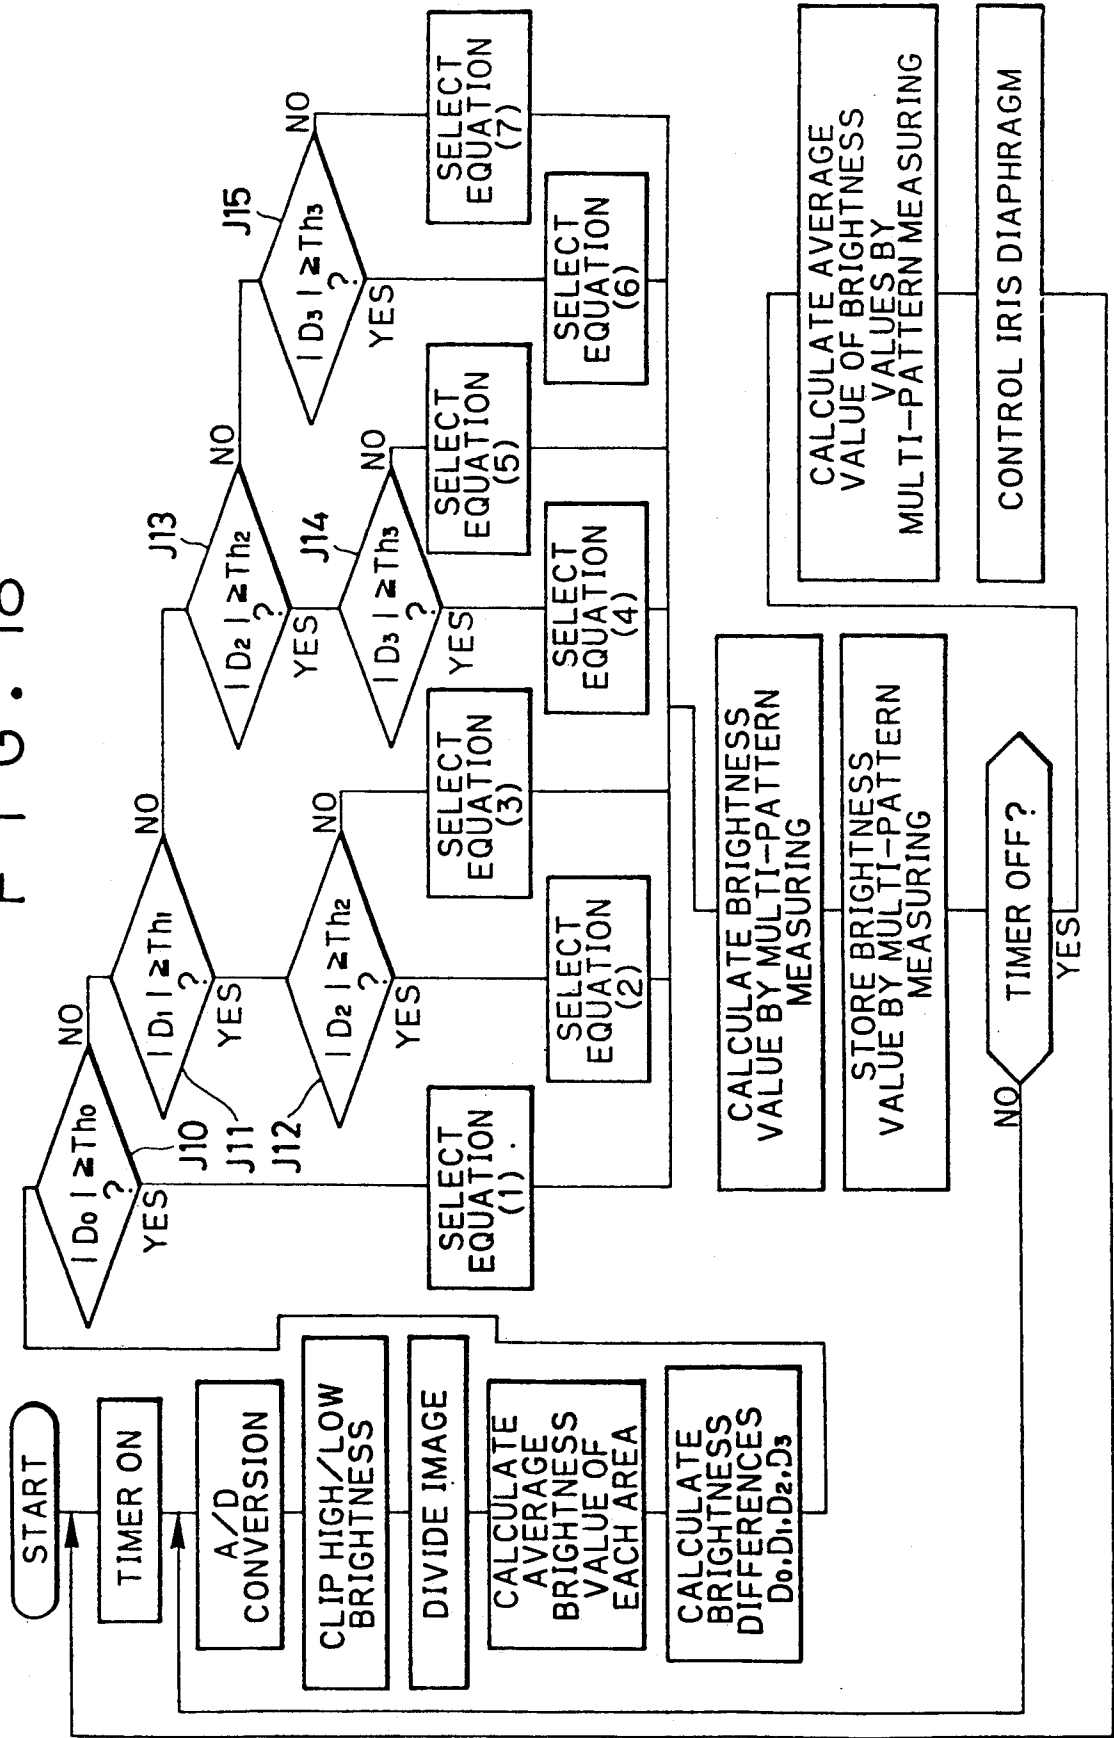 START
TIMER ON
A/D
CONVERSION
CLIP HIGH/LOW
BRIGHTNESS
DIVIDE IMAGE
CALCULATE
AVERAGE
BRIGHTNESS
VALUE OF
EACH AREA
CALCULATE
BRIGHTNESS
DIFFERENCES
D0.D1.D2.D3
| D0 | ≥ Th0
?
NO
YES
J10
| D1 | ≥ Th1
?
NO
YES
J11
| D2 | ≥ Th2
?
NO
YES
J12
| D2 | ≥ Th2
?
NO
YES
J13
| D3 | ≥ Th3
?
NO
YES
J14
| D3 | ≥ Th3
?
NO
YES
J15
SELECT
EQUATION
(1)
SELECT
EQUATION
(2)
SELECT
EQUATION
(3)
SELECT
EQUATION
(4)
SELECT
EQUATION
(5)
SELECT
EQUATION
(6)
SELECT
EQUATION
(7)
CALCULATE BRIGHTNESS
VALUE BY MULTI-PATTERN
MEASURING
STORE BRIGHTNESS
VALUE BY MULTI-PATTERN
MEASURING
TIMER OFF?
NO
YES
CALCULATE AVERAGE
VALUE OF BRIGHTNESS
VALUES BY
MULTI-PATTERN MEASURING
CONTROL IRIS DIAPHRAGM